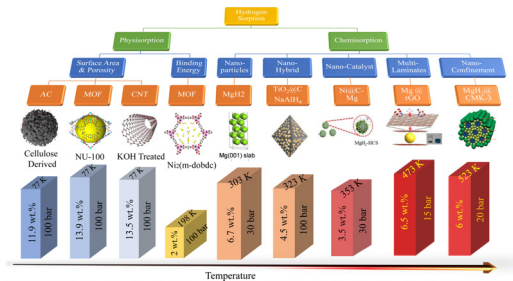 Hydrogen
Sorption
Physisorption
Chemisorption
Surface Area
& Porosity
Binding
Energy
Nano-
particles
Nano-
Hybrid
Nano-Catalyst
Multi-
Laminates
Nano-
Confinement
AC
MOF
CNT
MOF
MgH2
TiO2@C
NaAlH4
Ni@C-
Mg
Mg @
rGO
MgH2@
CMK-3
Cellulose
Derived
NU-100
KOH Treated
Ni2(m-dobdc)
Mg(001) slab
77 K
11.9 wt.%
100 bar
77 K
13.9 wt.%
100 bar
77 K
13.5 wt.%
100 bar
198 K
2 wt.%
100 bar
303 K
6.7 wt.%
30 bar
323 K
4.5 wt.%
100 bar
353 K
3.5 wt.%
30 bar
473 K
6.5 wt.%
15 bar
523 K
6 wt.%
20 bar
Temperature